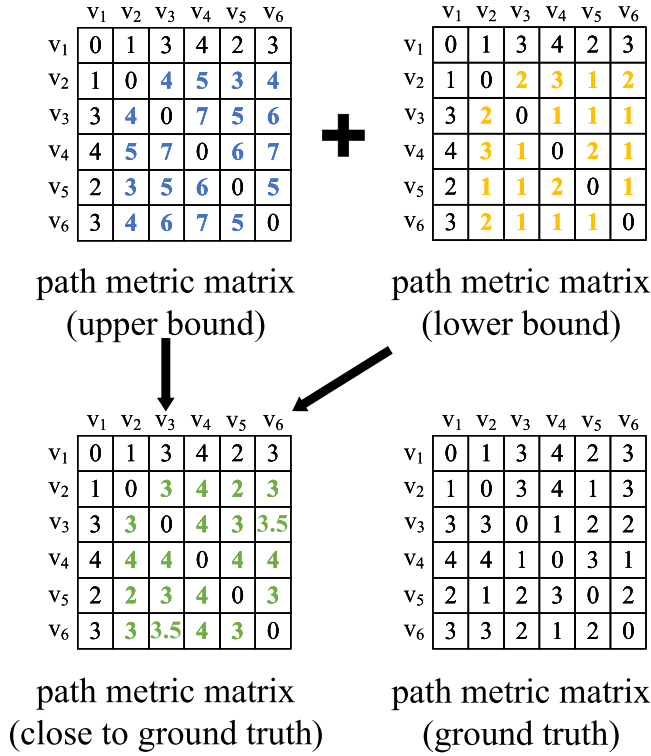 v₁ v₂ v₃ v₄ v₅ v₆
v₁ 0 1 3 4 2 3
v₂ 1 0 4 5 3 4
v₃ 3 4 0 7 5 6
v₄ 4 5 7 0 6 7
v₅ 2 3 5 6 0 5
v₆ 3 4 6 7 5 0
path metric matrix
(upper bound)
+
v₁ v₂ v₃ v₄ v₅ v₆
v₁ 0 1 3 4 2 3
v₂ 1 0 2 3 1 2
v₃ 3 2 0 1 1 1
v₄ 4 3 1 0 2 1
v₅ 2 1 1 2 0 1
v₆ 3 2 1 1 1 0
path metric matrix
(lower bound)
v₁ v₂ v₃ v₄ v₅ v₆
v₁ 0 1 3 4 2 3
v₂ 1 0 3 4 2 3
v₃ 3 3 0 4 3 3.5
v₄ 4 4 4 0 4 4
v₅ 2 2 3 4 0 3
v₆ 3 3 3.5 4 3 0
path metric matrix
(close to ground truth)
v₁ v₂ v₃ v₄ v₅ v₆
v₁ 0 1 3 4 2 3
v₂ 1 0 3 4 1 3
v₃ 3 3 0 1 2 2
v₄ 4 4 1 0 3 1
v₅ 2 1 2 3 0 2
v₆ 3 3 2 1 2 0
path metric matrix
(ground truth)